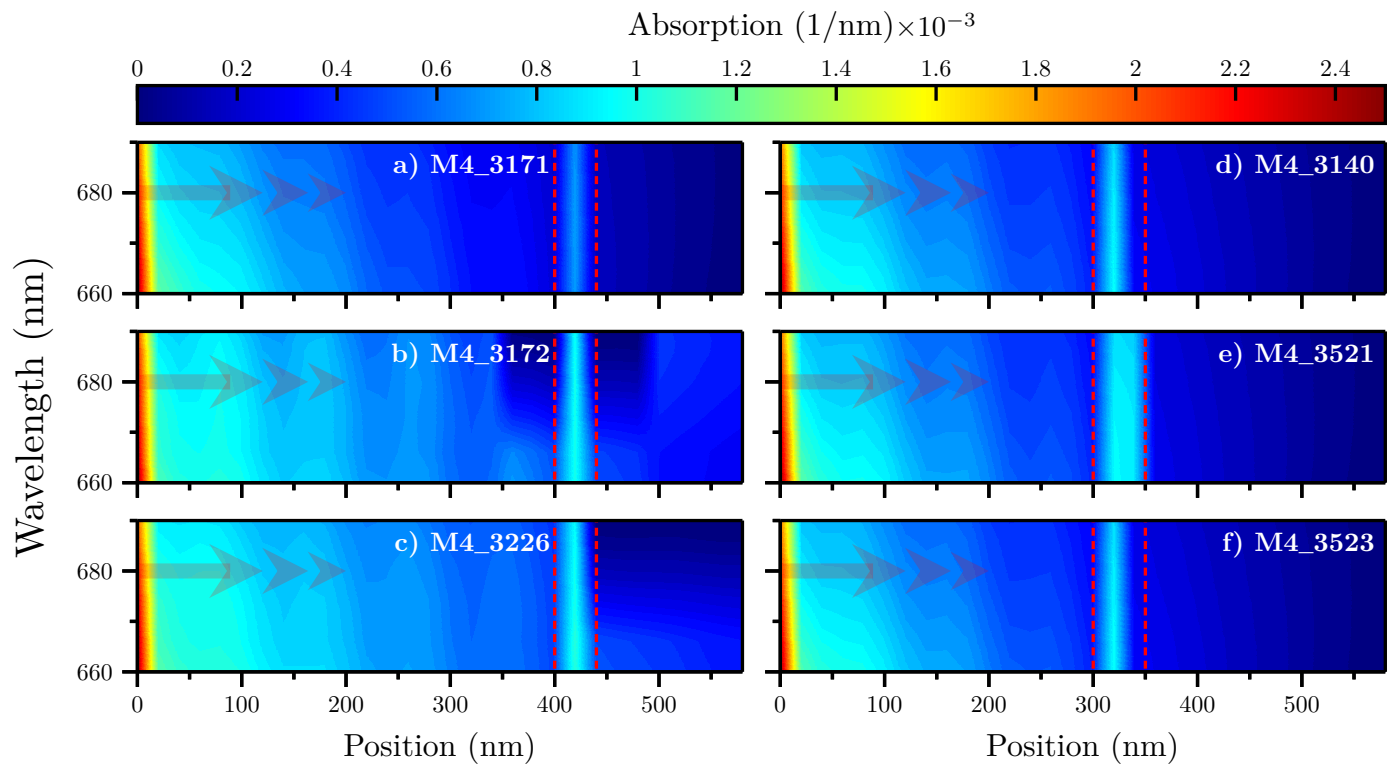 Absorption (1/nm)×10⁻³
0 0.2 0.4 0.6 0.8 1 1.2 1.4 1.6 1.8 2 2.2 2.4
Wavelength (nm)
680
660
a) M4_3171
d) M4_3140
680
660
b) M4_3172
e) M4_3521
680
660
c) M4_3226
f) M4_3523
0 100 200 300 400 500
0 100 200 300 400 500
Position (nm)
Position (nm)